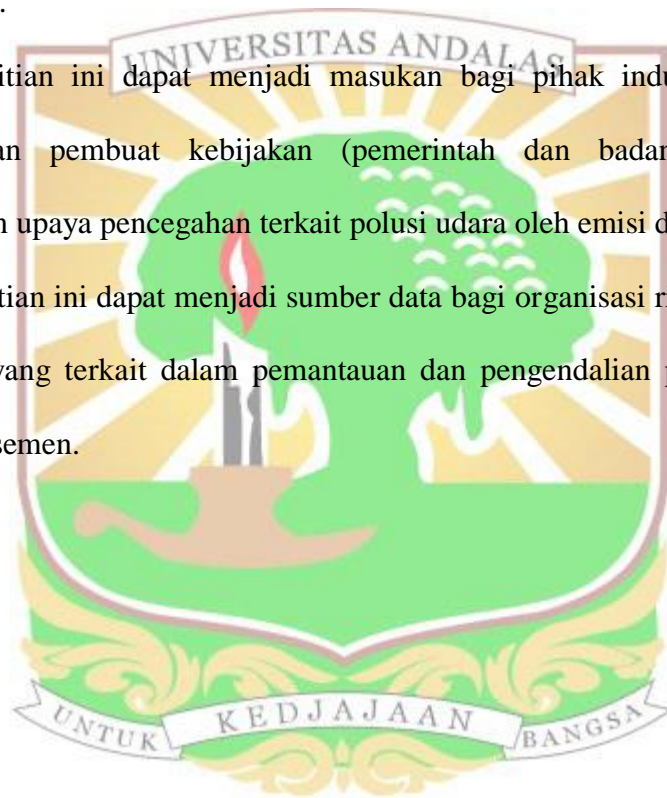 .
UNIVERSITAS ANDALAS
itian ini dapat menjadi masukan bagi pihak indu
an pembuat kebijakan (pemerintah dan badan
n upaya pencegahan terkait polusi udara oleh emisi d
tian ini dapat menjadi sumber data bagi organisasi ri
yang terkait dalam pemantauan dan pengendalian p
semen.
UNTUK KEDJAJAAN BANGSA